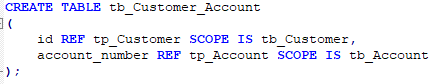 CREATE TABLE tb_Customer_Account
(
id REF tp_Customer SCOPE IS tb_Customer,
account_number REF tp_Account SCOPE IS tb_Account
);